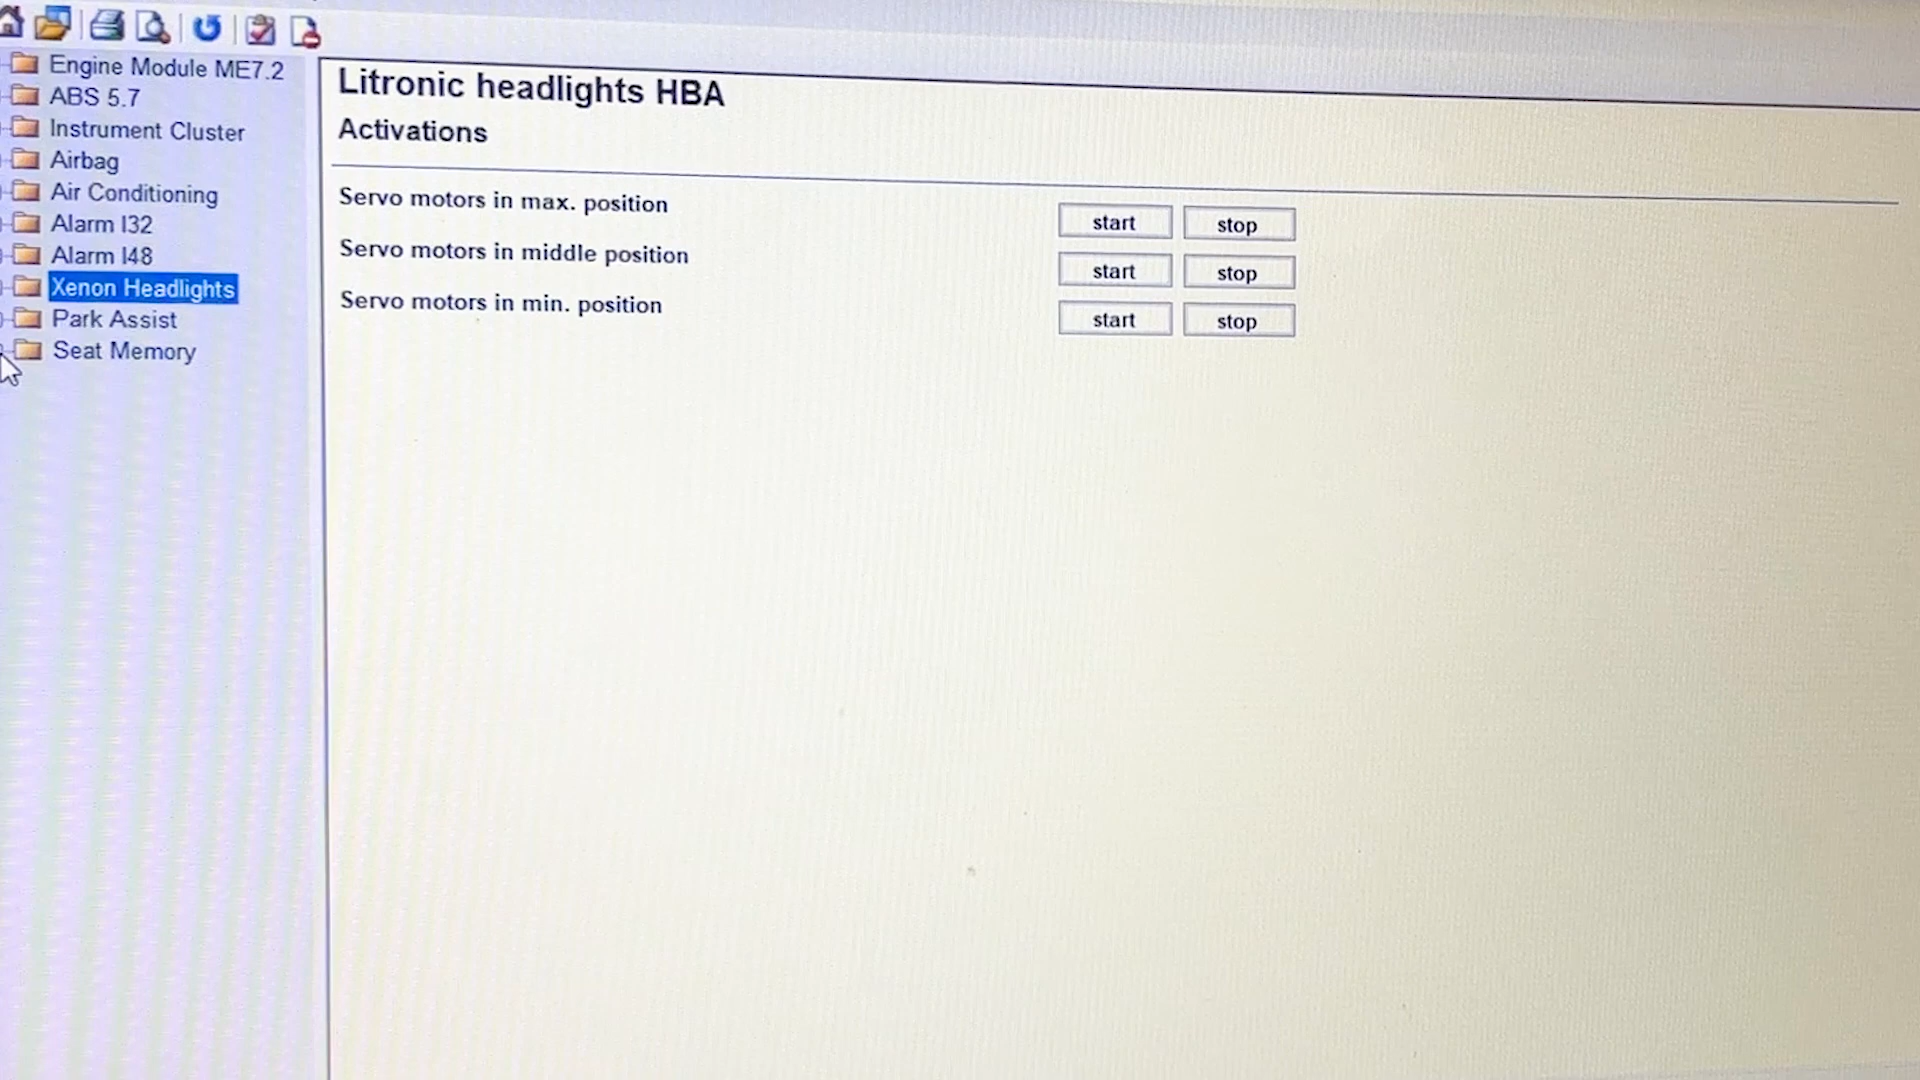 Engine Module ME7.2
ABS 5.7
Instrument Cluster
Airbag
Air Conditioning
Alarm I32
Alarm I48
Xenon Headlights
Park Assist
Seat Memory
Litronic headlights HBA
Activations
Servo motors in max. position start stop
Servo motors in middle position start stop
Servo motors in min. position start stop